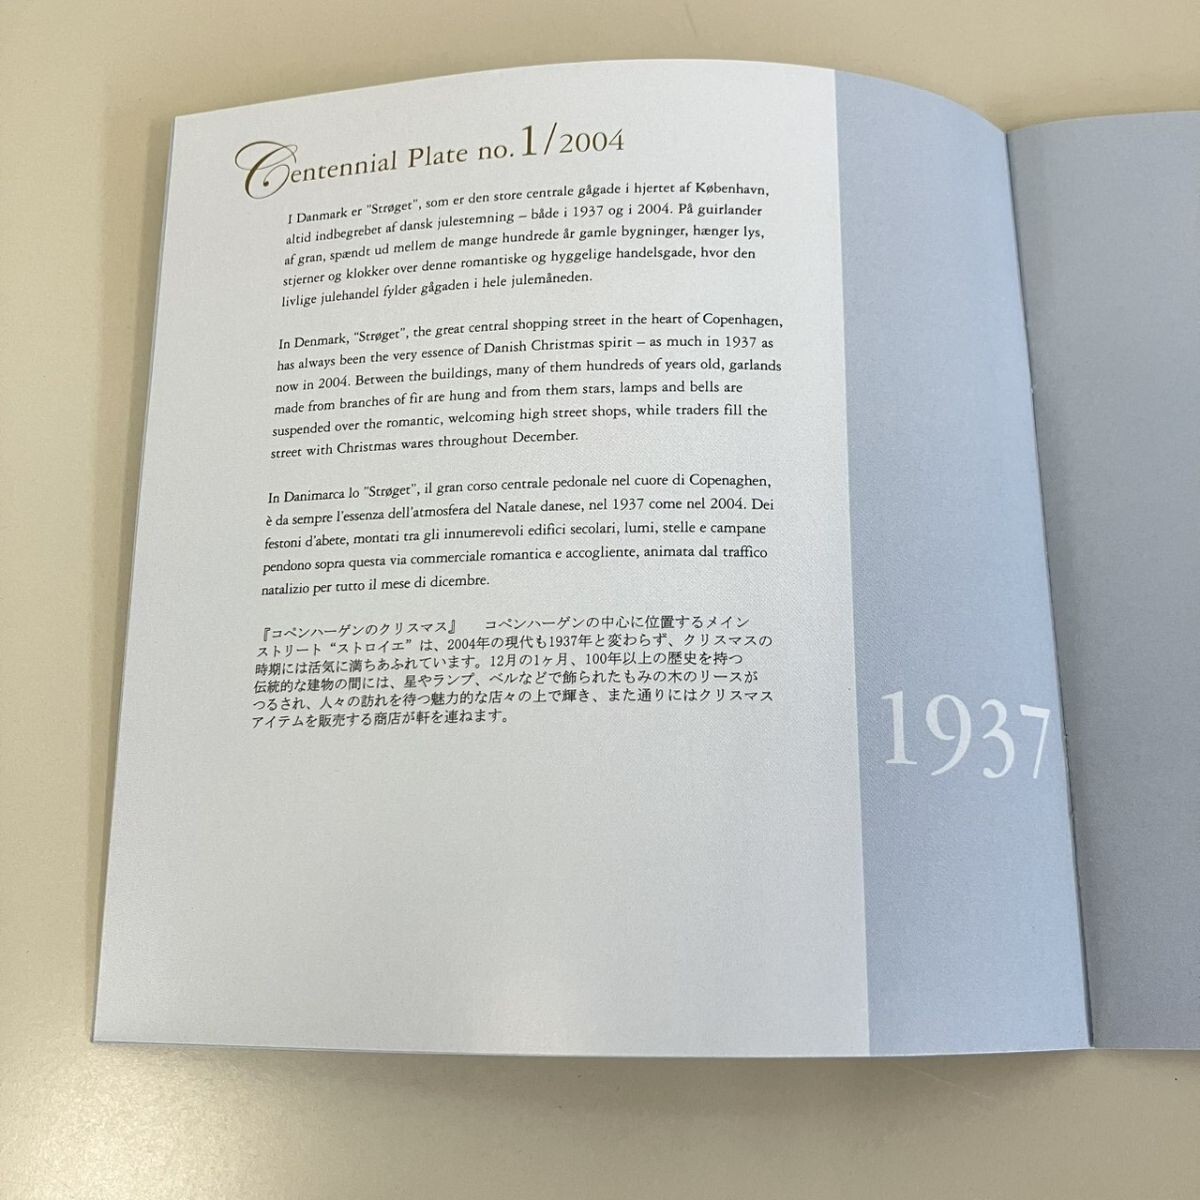 Centennial Plate no. 1/2004
I Danmark er "Strøget", som er den store centrale gågade i hjertet af København,
altid indbegrebet af dansk julestemning – både i 1937 og i 2004. På guirlander
af gran, spændt ud mellem de mange hundrede år gamle bygninger, hænger lys,
stjerner og klokker over denne romantiske og hyggelige handelsgade, hvor den
livlige julehandel fylder gågaden i hele julemåneden.
In Denmark, "Strøget", the great central shopping street in the heart of Copenhagen,
has always been the very essence of Danish Christmas spirit – as much in 1937 as
now in 2004. Between the buildings, many of them hundreds of years old, garlands
made from branches of fir are hung and from them stars, lamps and bells are
suspended over the romantic, welcoming high street shops, while traders fill the
street with Christmas wares throughout December.
In Danimarca lo "Strøget", il gran corso centrale pedonale nel cuore di Copenaghen,
è da sempre l'essenza dell'atmosfera del Natale danese, nel 1937 come nel 2004. Dei
festoni d'abete, montati tra gli innumerevoli edifici secolari, lumi, stelle e campane
pendono sopra questa via commerciale romantica e accogliente, animata dal traffico
natalizio per tutto il mese di dicembre.
『コペンハーゲンのクリスマス』 コペンハーゲンの中心に位置するメイン
ストリート“ストロイエ”は、2004年の現代も1937年と変わらず、クリスマスの
時期には活気に満ちあふれています。12月の1ヶ月、100年以上の歴史を持つ
伝統的な建物の間には、星やランプ、ベルなどで飾られたもみの木のリースが
つるされ、人々の訪れを待つ魅力的な店々の上で輝き、また通りにはクリスマス
アイテムを販売する商店が軒を連ねます。
1937